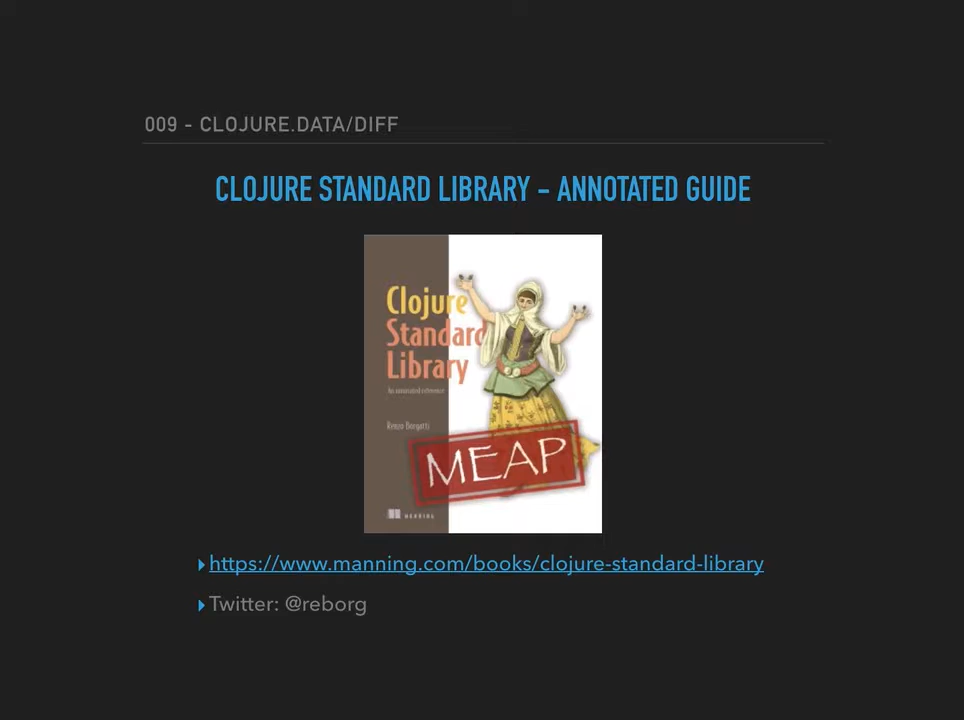 009 - CLOJURE.DATA/DIFF
CLOJURE STANDARD LIBRARY - ANNOTATED GUIDE
Clojure
Standard
Library
An annotated reference
Renzo Borgatti
MEAP
MANNING
https://www.manning.com/books/clojure-standard-library
Twitter: @reborg